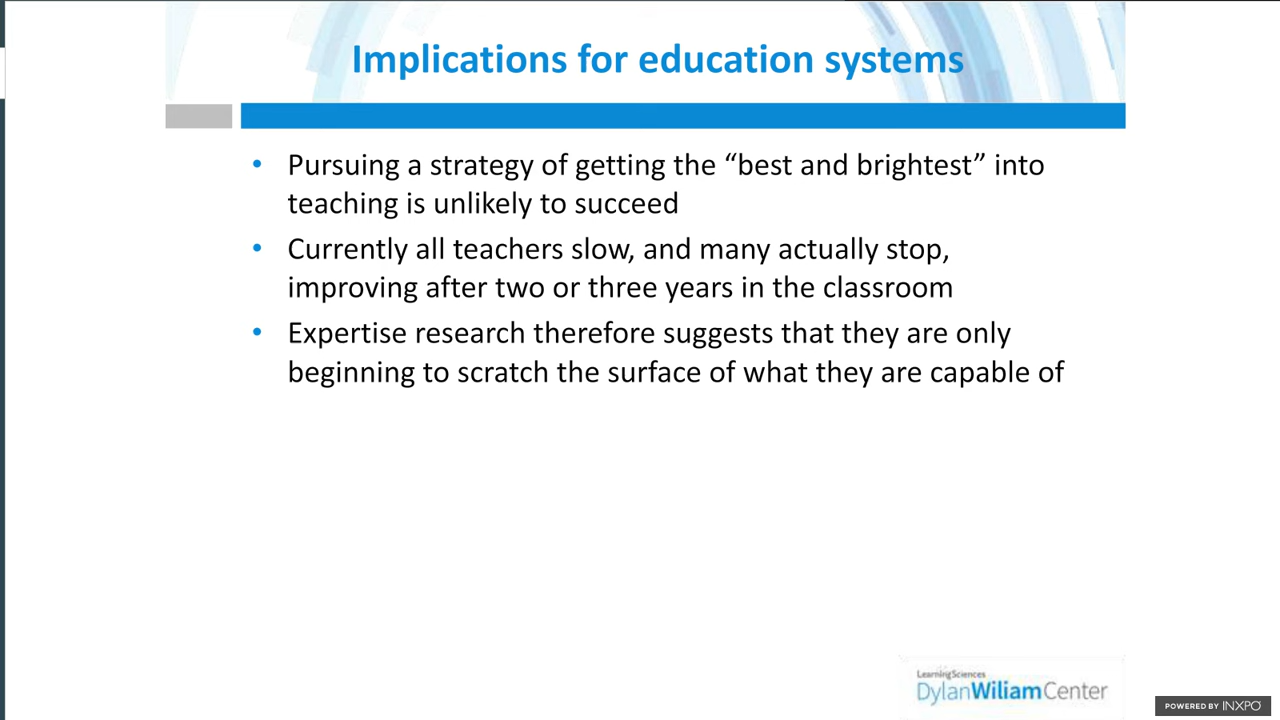 Implications for education systems
• Pursuing a strategy of getting the “best and brightest” into
teaching is unlikely to succeed
• Currently all teachers slow, and many actually stop,
improving after two or three years in the classroom
• Expertise research therefore suggests that they are only
beginning to scratch the surface of what they are capable of
LearningSciences
DylanWiliamCenter
POWERED BY INXPO